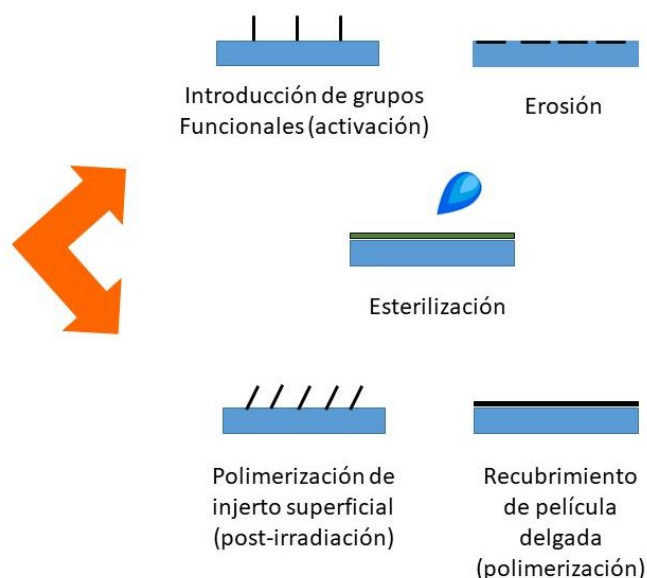 Introducción de grupos
Funcionales (activación)
Erosión
Esterilización
Polimerización de
injerto superficial
(post-irradiación)
Recubrimiento
de película
delgada
(polimerización)